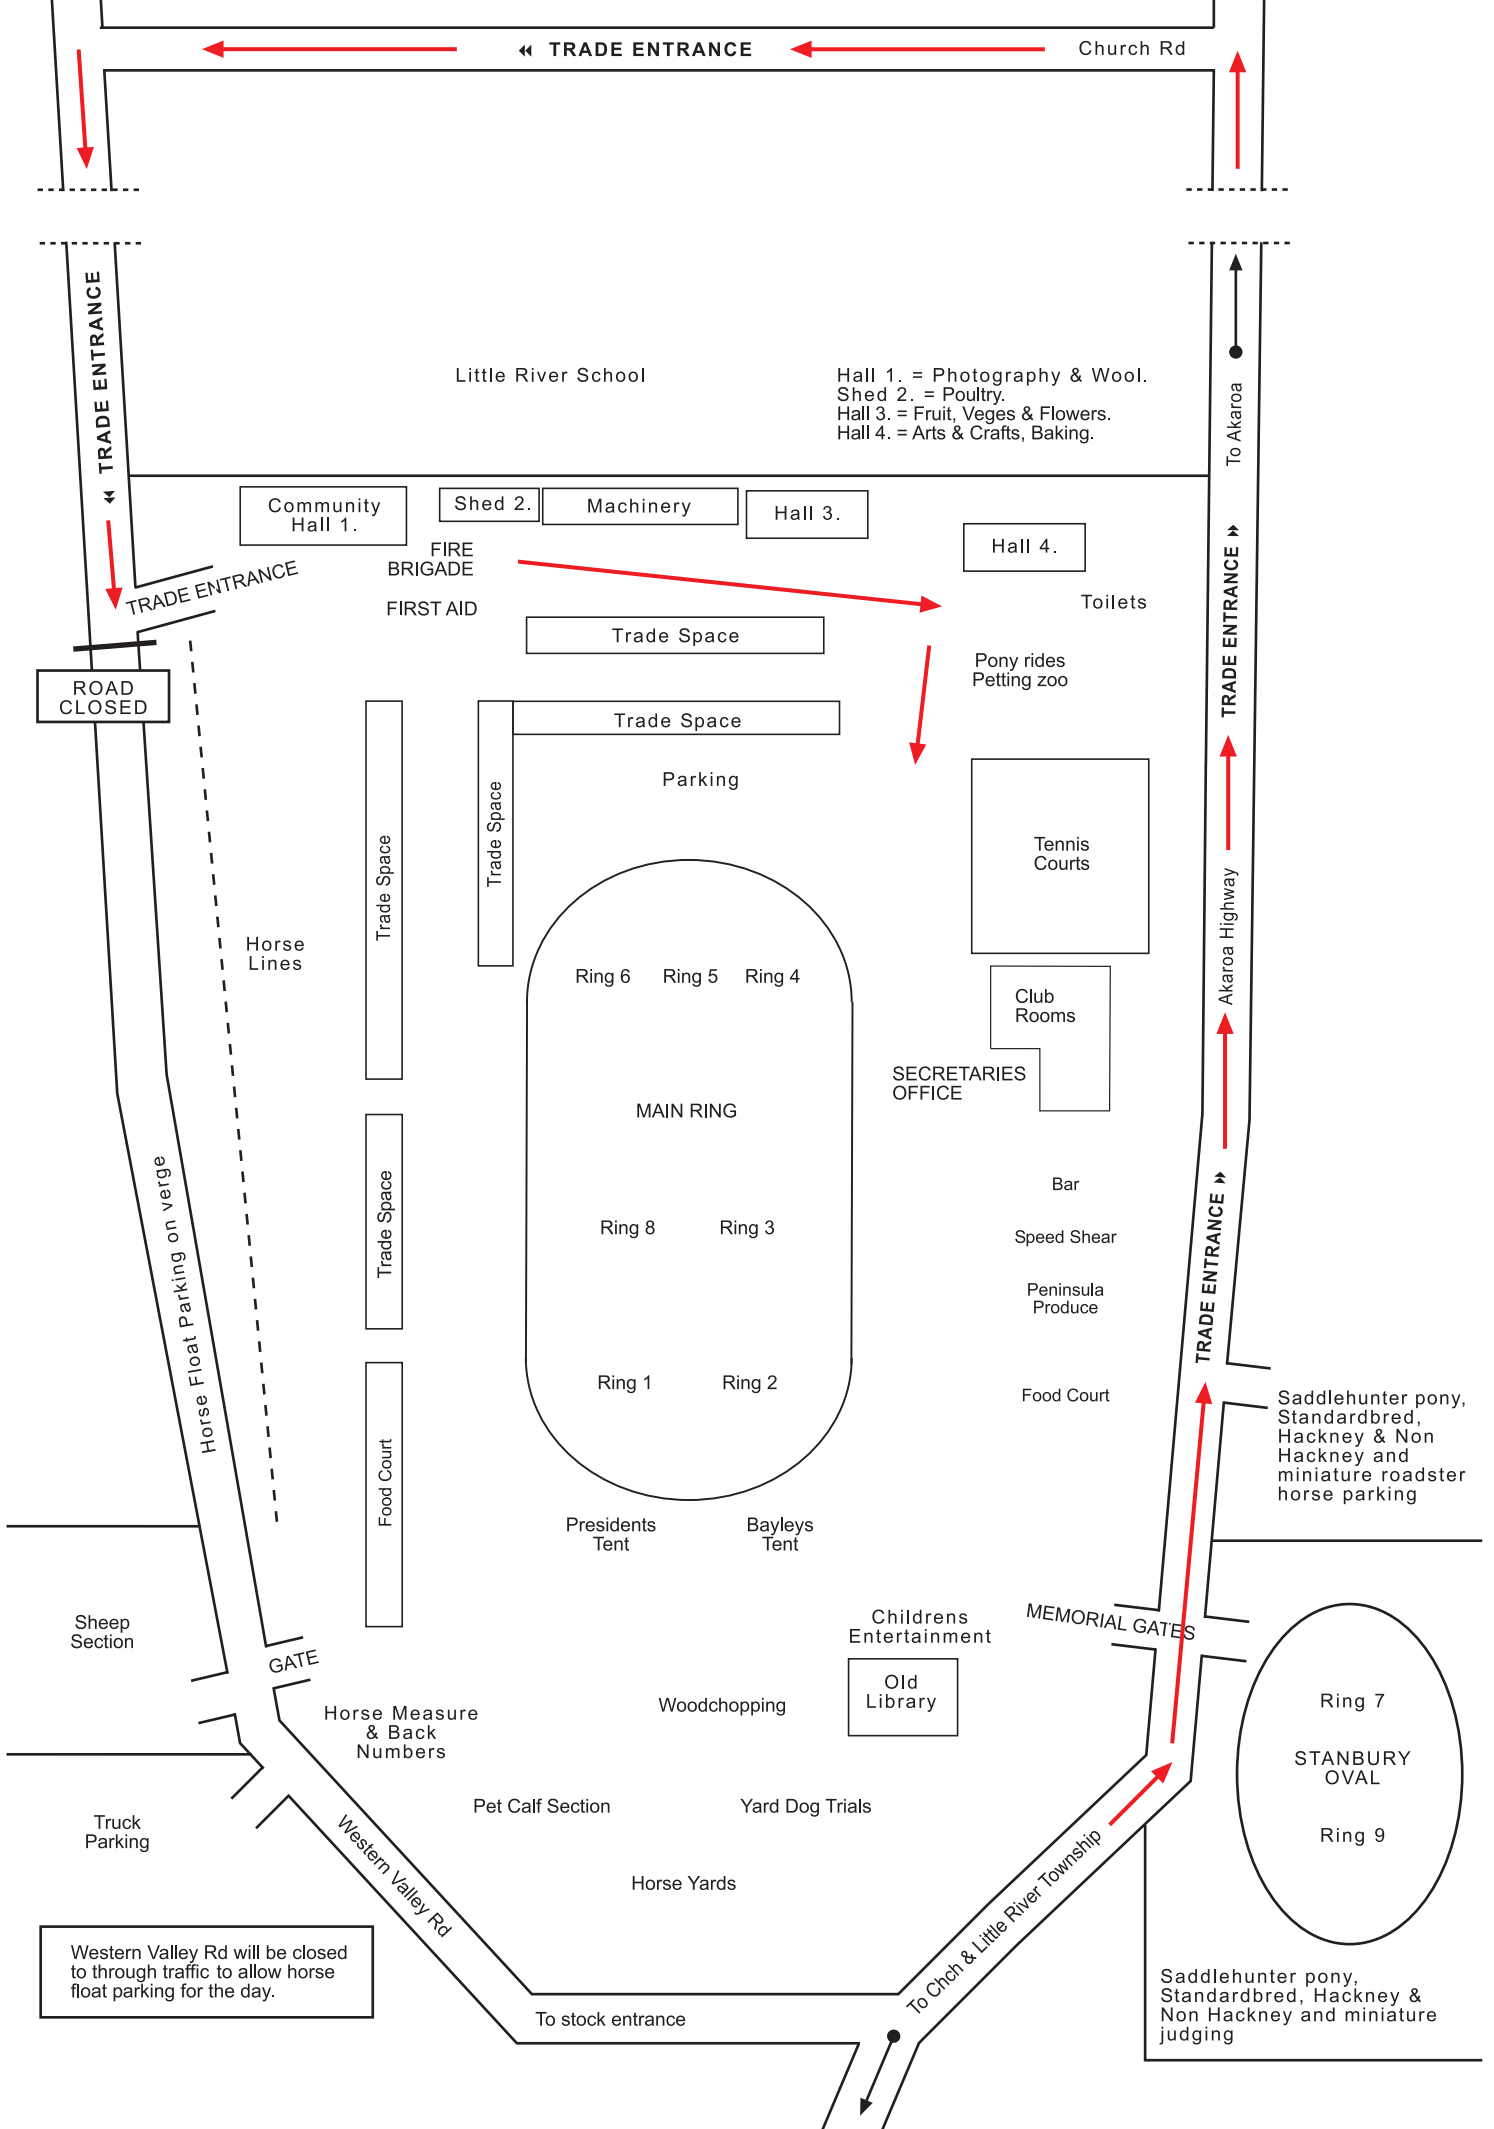 TRADE ENTRANCE
Church Rd
TRADE ENTRANCE
Little River School
Hall 1. = Photography & Wool.
Shed 2. = Poultry.
Hall 3. = Fruit, Veges & Flowers.
Hall 4. = Arts & Crafts, Baking.
To Akaroa
Community
Hall 1.
Shed 2.
Machinery
Hall 3.
Hall 4.
FIRE
BRIGADE
FIRST AID
TRADE ENTRANCE
Toilets
TRADE ENTRANCE
Trade Space
Pony rides
Petting zoo
ROAD
CLOSED
Trade Space
Parking
Trade Space
Trade Space
Tennis
Courts
Akaroa Highway
Horse
Lines
Ring 6
Ring 5
Ring 4
Club
Rooms
SECRETARIES
OFFICE
MAIN RING
Horse Float Parking on verge
Trade Space
Bar
Ring 8
Ring 3
Speed Shear
Peninsula
Produce
TRADE ENTRANCE
Ring 1
Ring 2
Food Court
Saddlehunter pony,
Standardbred,
Hackney & Non
Hackney and
miniature roadster
horse parking
Food Court
Presidents
Tent
Bayleys
Tent
Sheep
Section
Childrens
Entertainment
MEMORIAL GATES
GATE
Old
Library
Horse Measure
& Back
Numbers
Woodchopping
Ring 7
STANBURY
OVAL
Ring 9
Truck
Parking
Pet Calf Section
Yard Dog Trials
Western Valley Rd
Horse Yards
To Chch & Little River Township
Western Valley Rd will be closed
to through traffic to allow horse
float parking for the day.
To stock entrance
Saddlehunter pony,
Standardbred, Hackney &
Non Hackney and miniature
judging